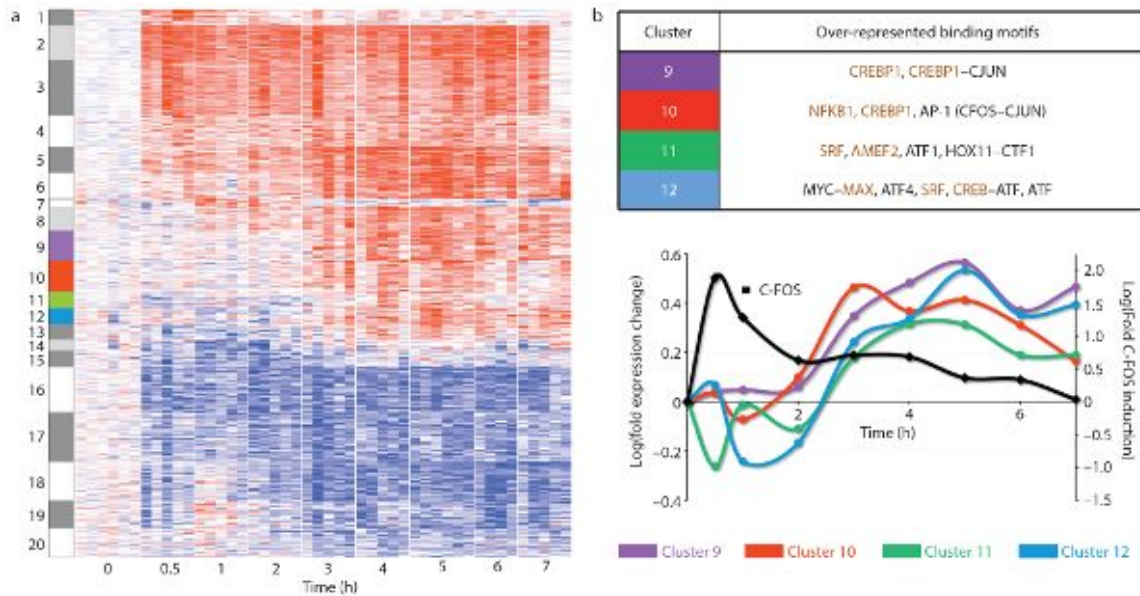 a
1
2
3
4
5
6
7
8
9
10
11
12
13
14
15
16
17
18
19
20
0 0.5 1 2 3 4 5 6 7
Time (h)
b
Cluster Over-represented binding motifs
9 CREBP1, CREBP1–CJUN
10 NFKB1, CREBP1, AP-1 (CFOS–CJUN)
11 SRF, AMEF2, ATF1, HOX11–CTF1
12 MYC–MAX, ATF4, SRF, CREB–ATF, ATF
Log(fold expression change)
0.6
0.4
0.2
0
−0.2
−0.4
C-FOS
2 4 6
Time (h)
2.0
1.5
1.0
0.5
0
−0.5
−1.0
−1.5
Log(Fold C-FOS induction)
Cluster 9 Cluster 10 Cluster 11 Cluster 12